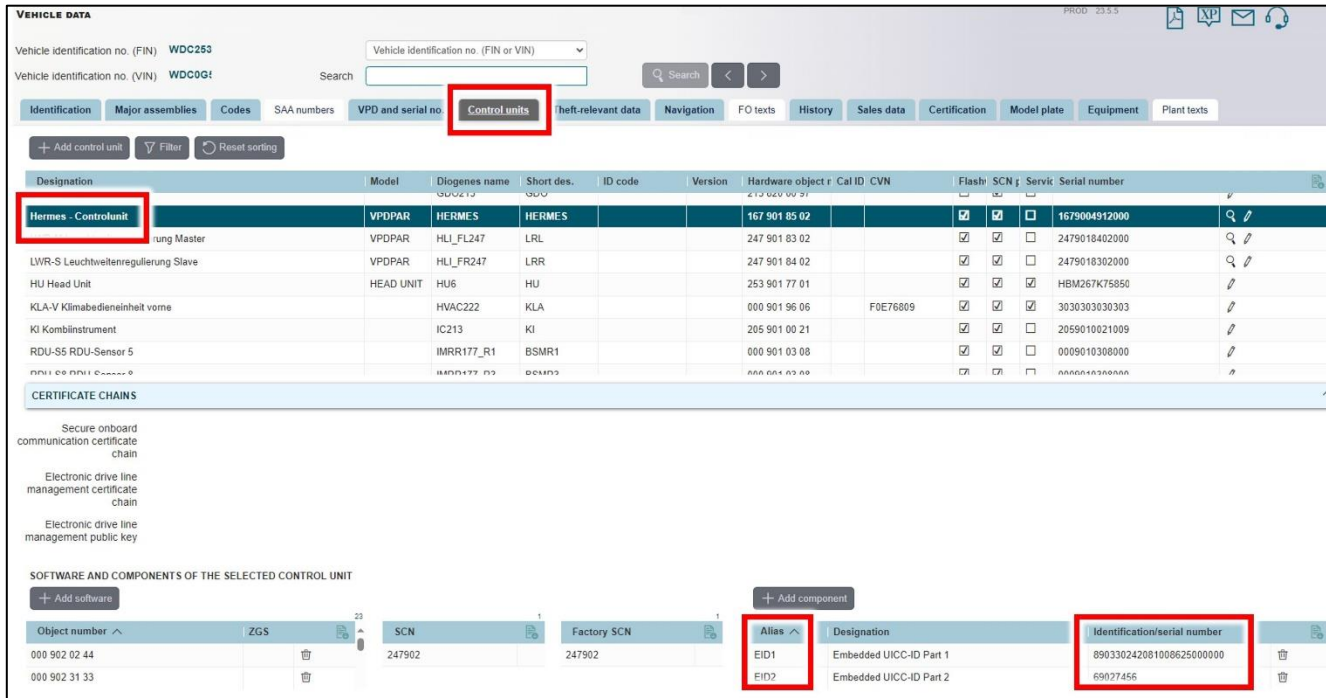 VEHICLE DATA
PROD 23.5.5
XP
Vehicle identification no. (FIN) WDC253
Vehicle identification no. (FIN or VIN)
Vehicle identification no. (VIN) WDC0G
Search
Search
Identification Major assemblies Codes SAA numbers VPD and serial no. Control units Theft-relevant data Navigation FO texts History Sales data Certification Model plate Equipment Plant texts
+ Add control unit Filter Reset sorting
Designation Model Diogenes name Short des. ID code Version Hardware object r Cal ID CVN Flash SCN Servic Serial number
Hermes - Controlunit VPDPAR HERMES HERMES 167 901 85 02 1679004912000
rung Master VPDPAR HLI_FL247 LRL 247 901 83 02 2479018402000
LWR-S Leuchtweitenregulierung Slave VPDPAR HLI_FR247 LRR 247 901 84 02 2479018302000
HU Head Unit HEAD UNIT HU6 HU 253 901 77 01 HBM267K75850
KLA-V Klimabedieneinheit vorne HVAC222 KLA 000 901 96 06 F0E76809 3030303030303
KI Kombiinstrument IC213 KI 205 901 00 21 2059010021009
RDU-S5 RDU-Sensor 5 IMRR177_R1 BSMR1 000 901 03 08 0009010308000
CERTIFICATE CHAINS
Secure onboard
communication certificate
chain
Electronic drive line
management certificate
chain
Electronic drive line
management public key
SOFTWARE AND COMPONENTS OF THE SELECTED CONTROL UNIT
+ Add software + Add component
23 1 1
Object number ZGS SCN Factory SCN Alias Designation Identification/serial number
000 902 02 44 247902 247902 EID1 Embedded UICC-ID Part 1 890330242081008625000000
000 902 31 33 EID2 Embedded UICC-ID Part 2 69027456